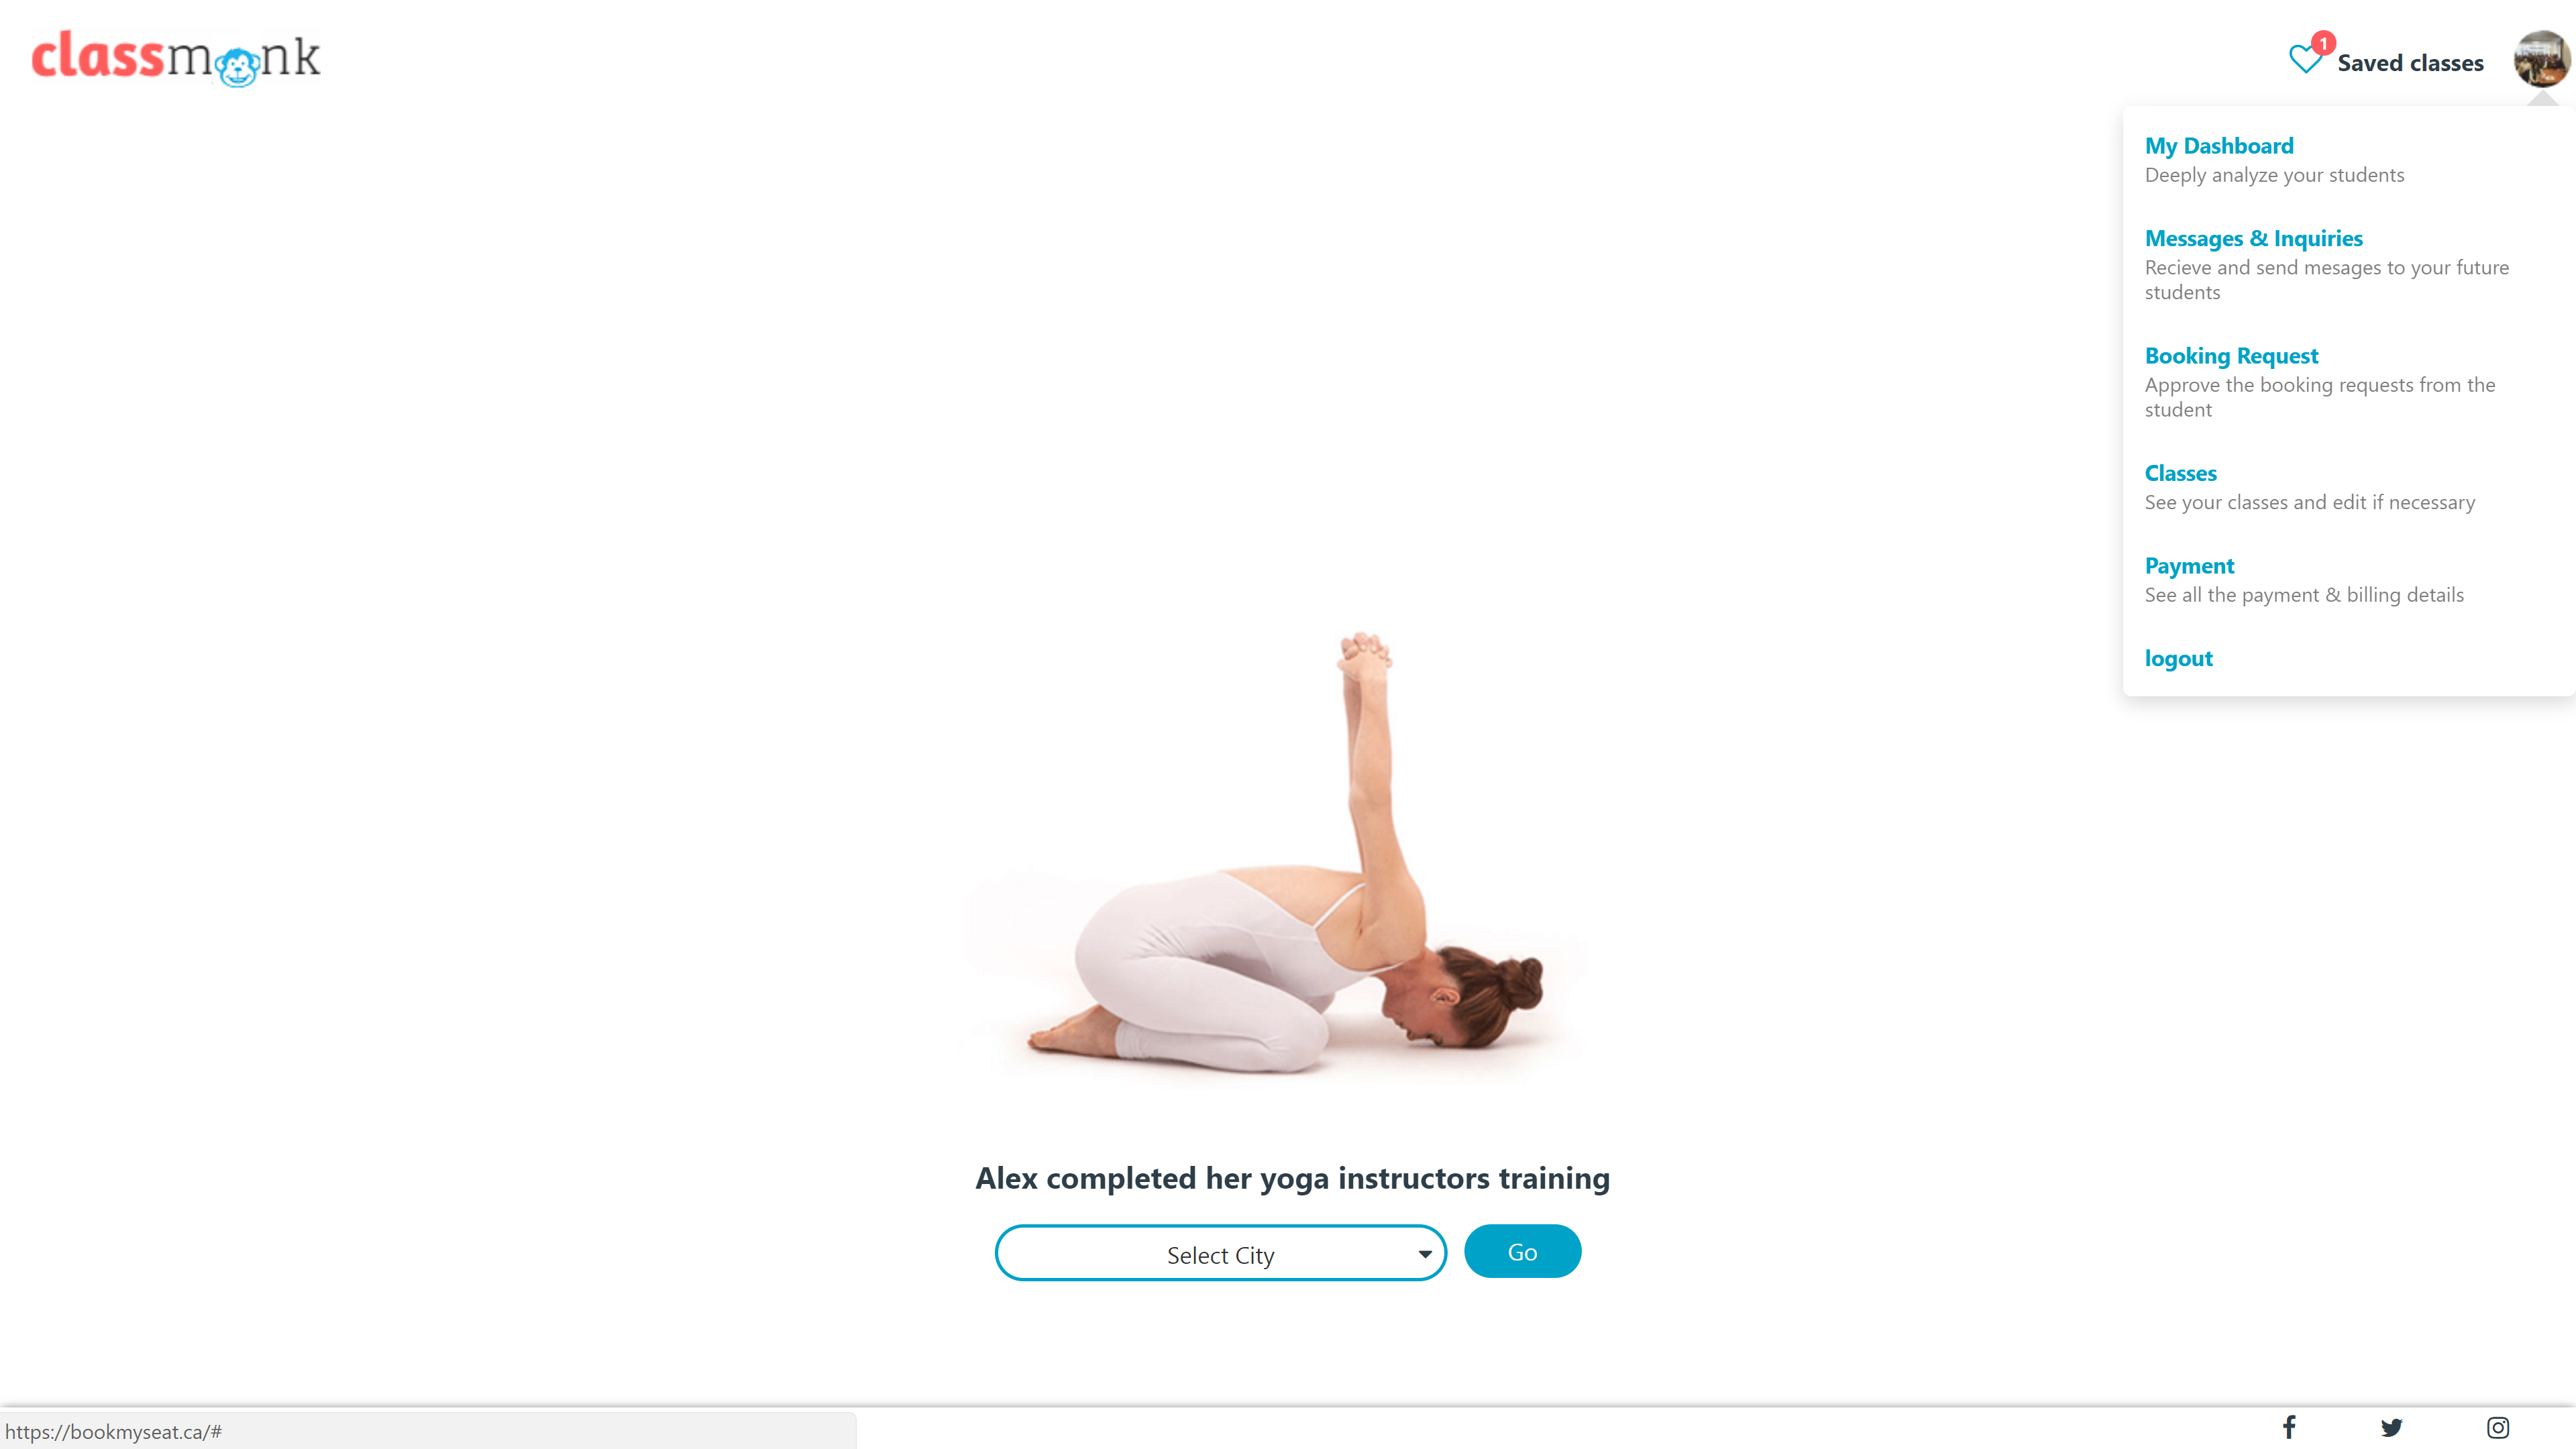 classmonk
1
Saved classes
My Dashboard
Deeply analyze your students
Messages & Inquiries
Recieve and send mesages to your future
students
Booking Request
Approve the booking requests from the
student
Classes
See your classes and edit if necessary
Payment
See all the payment & billing details
logout
Alex completed her yoga instructors training
Select City
Go
https://bookmyseat.ca/#